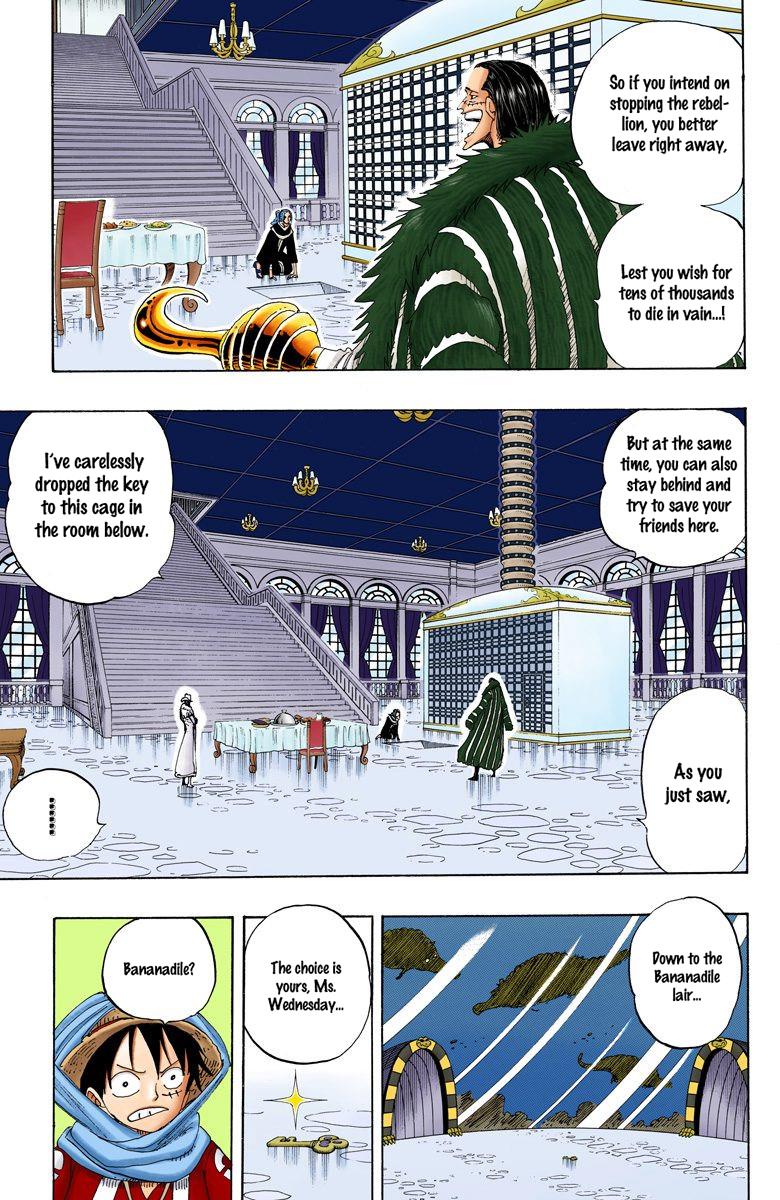 So if you intend on
stopping the rebel-
lion, you better
leave right away,
Lest you wish for
tens of thousands
to die in vain...!
But at the same
time, you can also
stay behind and
try to save your
friends here.
As you
just saw,
I've carelessly
dropped the key
to this cage in
the room below.
......
Down to the
Bananadile
lair...
The choice is
yours, Ms.
Wednesday...
Bananadile?